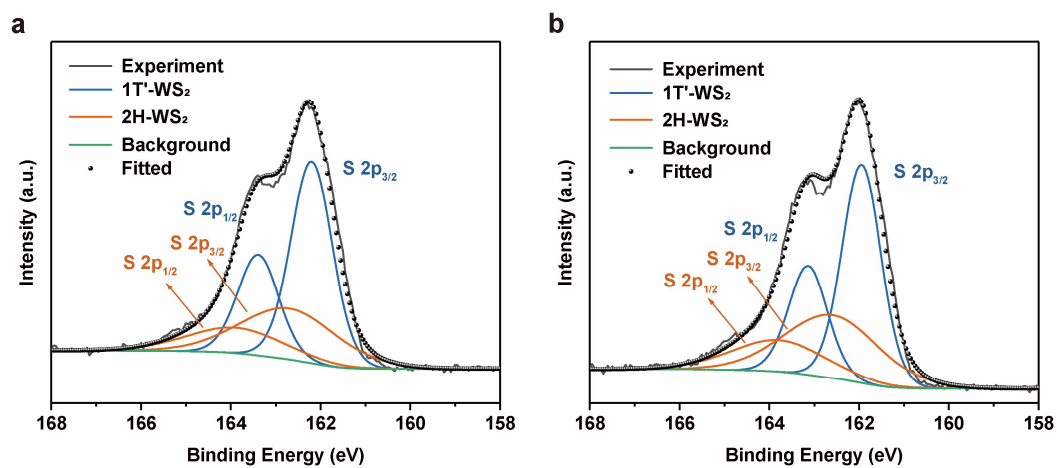 a
Experiment
1T'-WS₂
2H-WS₂
Background
Fitted
S 2p3/2
S 2p1/2
S 2p3/2
S 2p1/2
Intensity (a.u.)
168 166 164 162 160 158
Binding Energy (eV)
b
Experiment
1T'-WS₂
2H-WS₂
Background
Fitted
S 2p3/2
S 2p1/2
S 2p3/2
S 2p1/2
Intensity (a.u.)
168 166 164 162 160 158
Binding Energy (eV)